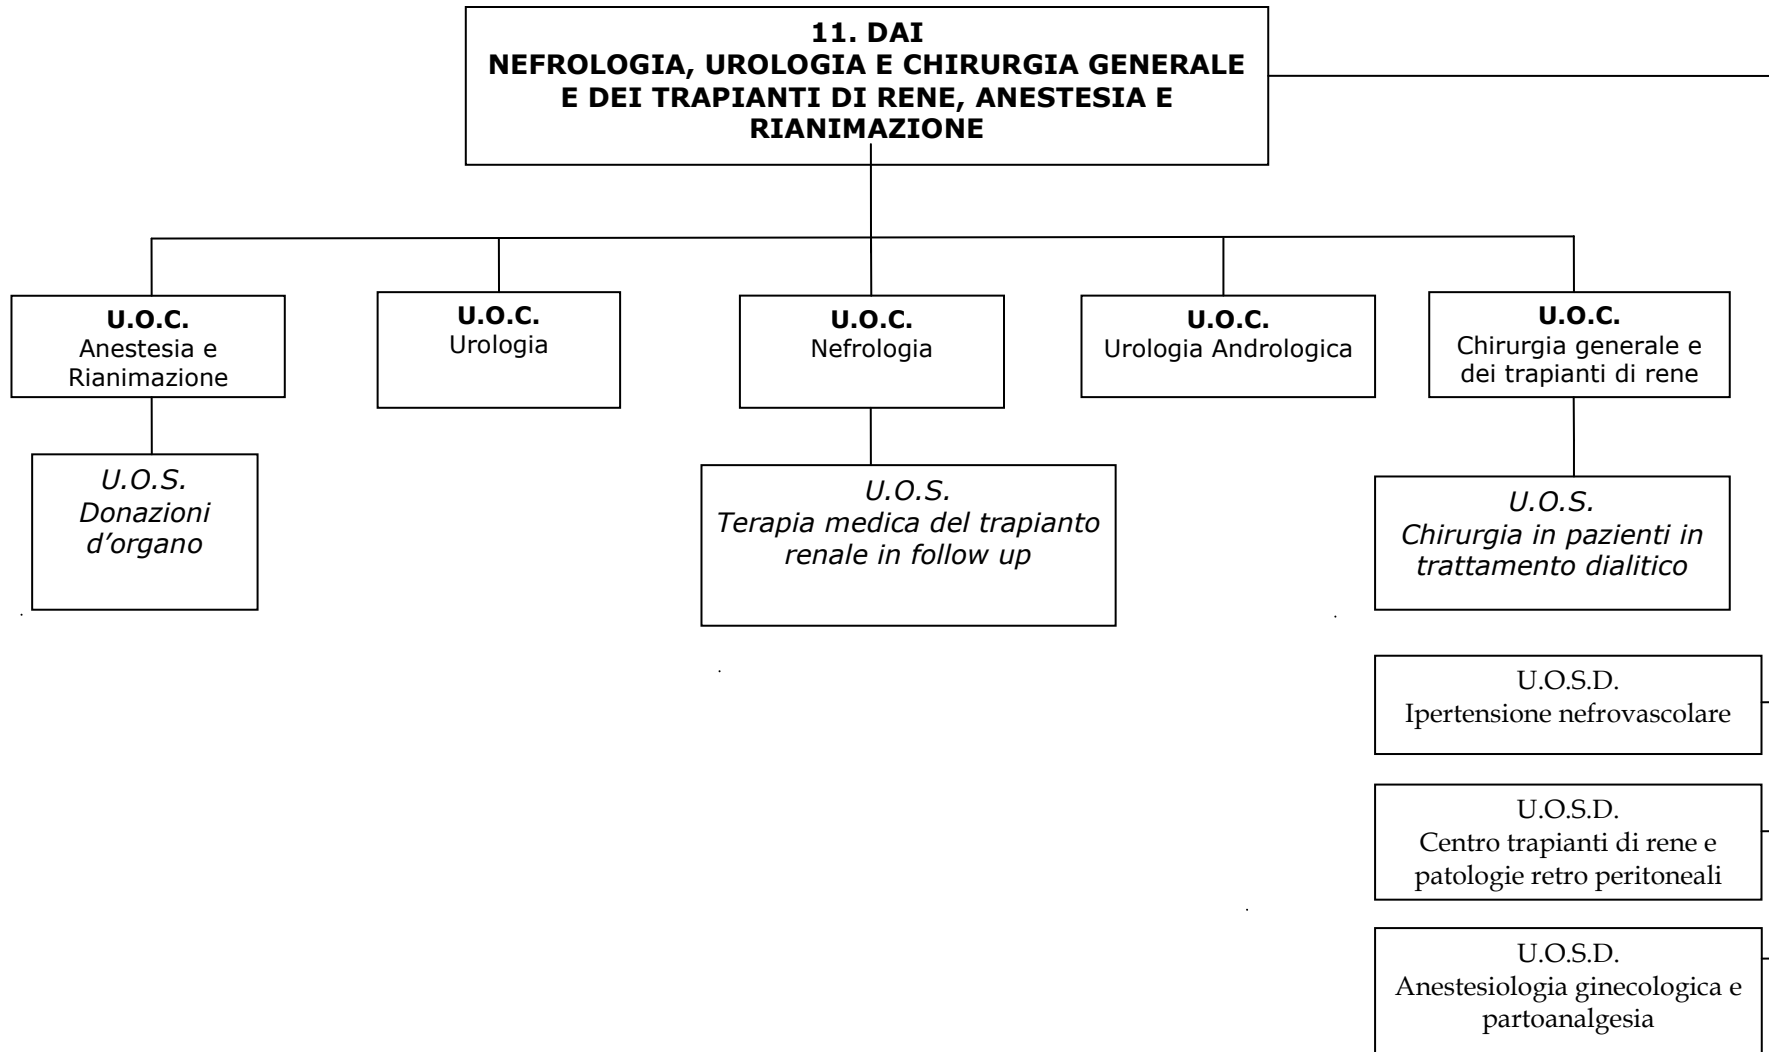 11. DAI
NEFROLOGIA, UROLOGIA E CHIRURGIA GENERALE
E DEI TRAPIANTI DI RENE, ANESTESIA E
RIANIMAZIONE
U.O.C.
Anestesia e
Rianimazione
U.O.C.
Urologia
U.O.C.
Nefrologia
U.O.C.
Urologia Andrologica
U.O.C.
Chirurgia generale e
dei trapianti di rene
U.O.S.
Donazioni
d’organo
U.O.S.
Terapia medica del trapianto
renale in follow up
U.O.S.
Chirurgia in pazienti in
trattamento dialitico
U.O.S.D.
Ipertensione nefrovascolare
U.O.S.D.
Centro trapianti di rene e
patologie retro peritoneali
U.O.S.D.
Anestesiologia ginecologica e
partoanalgesia